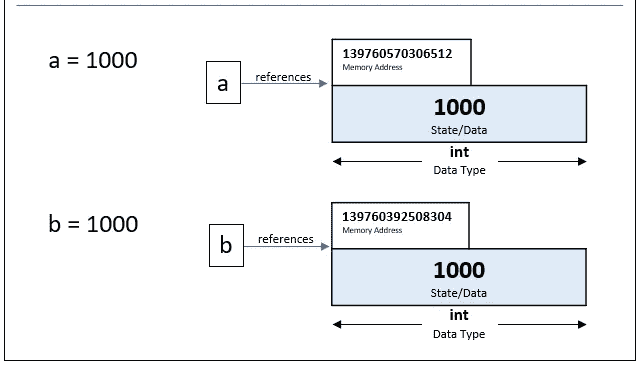 a = 1000
a
references
139760570306512
Memory Address
1000
State/Data
int
Data Type
b = 1000
b
references
139760392508304
Memory Address
1000
State/Data
int
Data Type